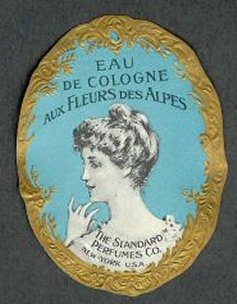 EAU
DE COLOGNE
AUX FLEURS DES ALPES
THE STANDARD
PERFUMES CO.
NEW-YORK U.S.A.